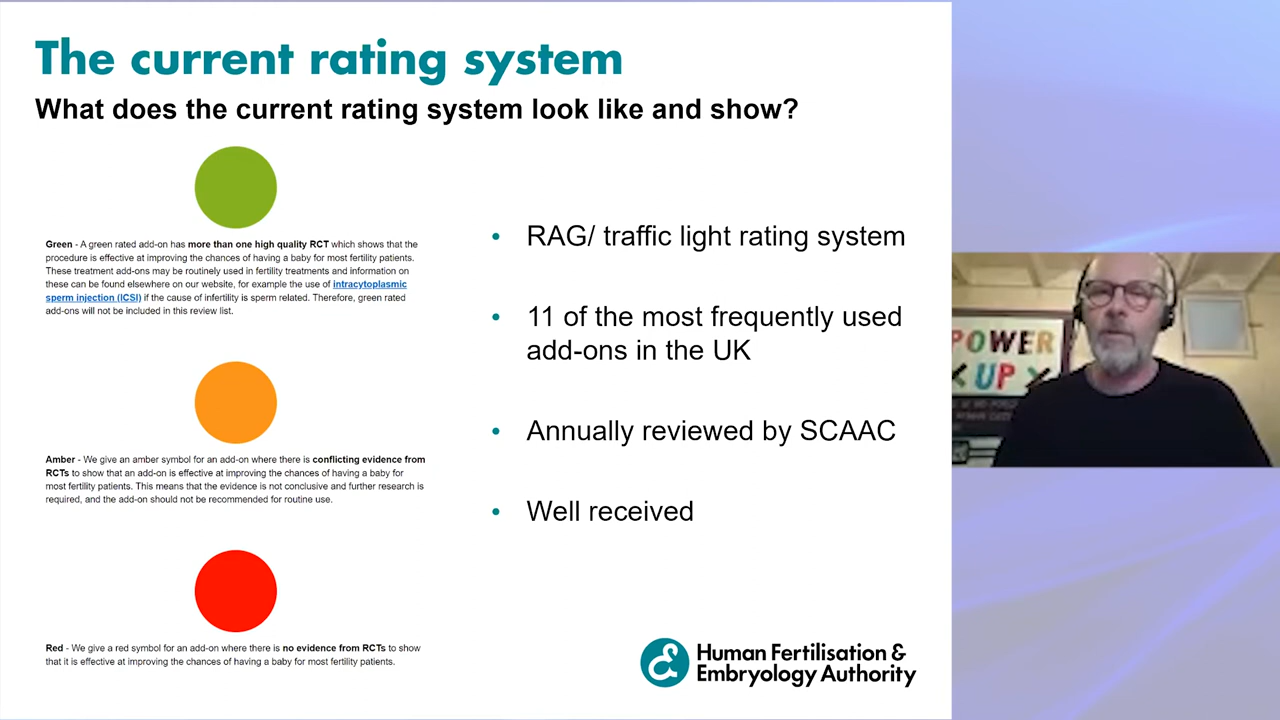 The current rating system
What does the current rating system look like and show?
Green - A green rated add-on has more than one high quality RCT which shows that the
procedure is effective at improving the chances of having a baby for most fertility patients.
These treatment add-ons may be routinely used in fertility treatments and information on
these can be found elsewhere on our website, for example the use of intracytoplasmic
sperm injection (ICSI) if the cause of infertility is sperm related. Therefore, green rated
add-ons will not be included in this review list.
Amber - We give an amber symbol for an add-on where there is conflicting evidence from
RCTs to show that an add-on is effective at improving the chances of having a baby for
most fertility patients. This means that the evidence is not conclusive and further research is
required, and the add-on should not be recommended for routine use.
Red - We give a red symbol for an add-on where there is no evidence from RCTs to show
that it is effective at improving the chances of having a baby for most fertility patients.
• RAG/ traffic light rating system
• 11 of the most frequently used
add-ons in the UK
• Annually reviewed by SCAAC
• Well received
Human Fertilisation &
Embryology Authority
POWER
UP